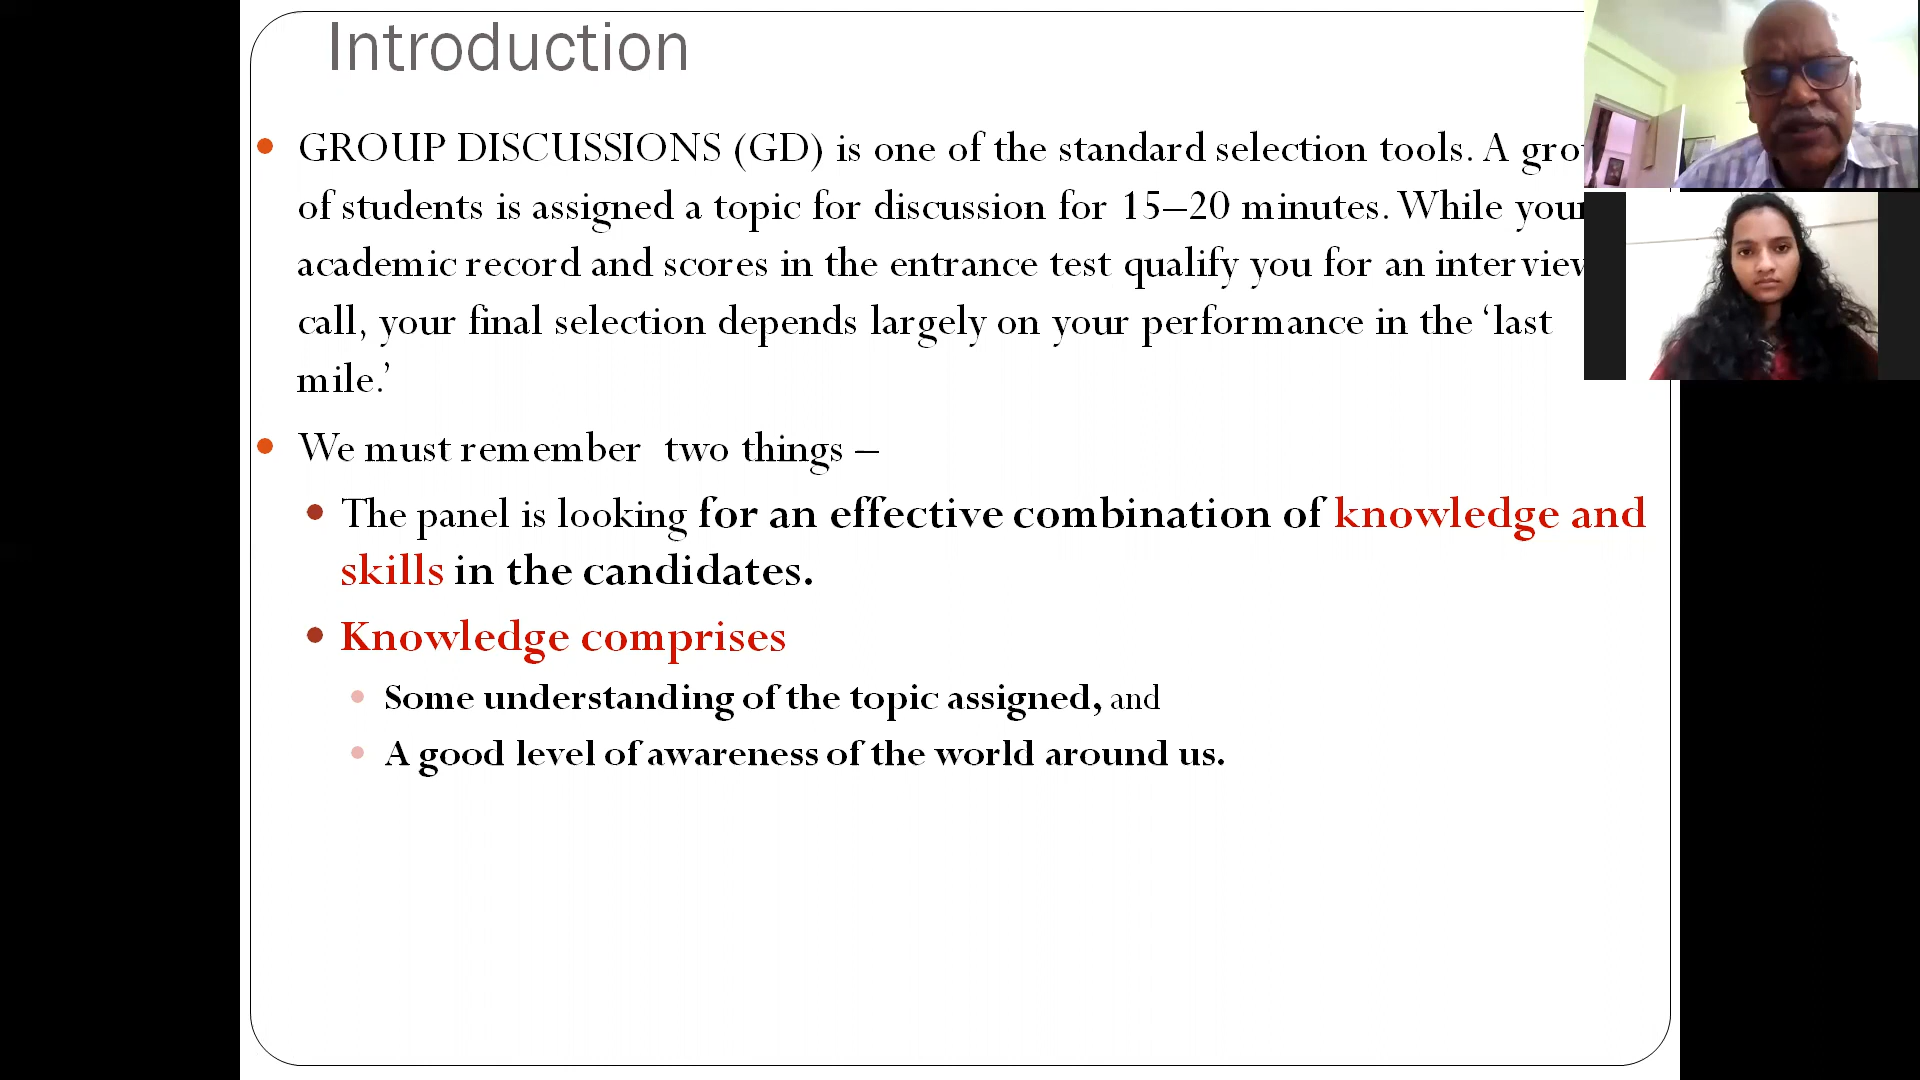 Introduction
• GROUP DISCUSSIONS (GD) is one of the standard selection tools. A
of students is assigned a topic for discussion for 15–20 minutes. While your
academic record and scores in the entrance test qualify you for an
call, your final selection depends largely on your performance in the ‘last
mile.’
• We must remember two things –
• The panel is looking for an effective combination of knowledge and
skills in the candidates.
• Knowledge comprises
• Some understanding of the topic assigned, and
• A good level of awareness of the world around us.